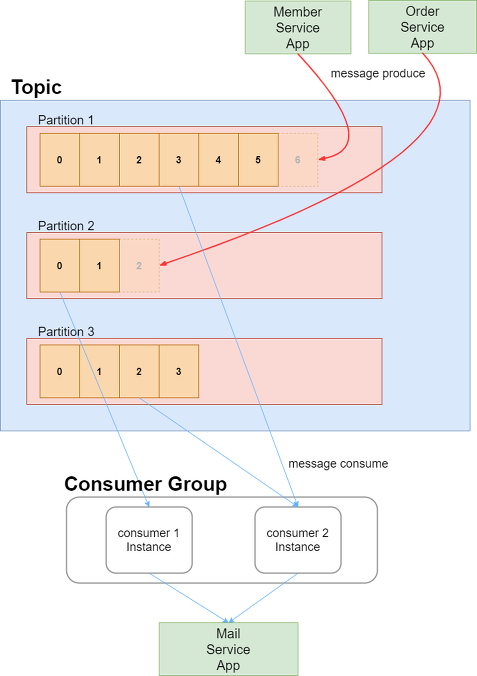 Member
Service
App
Order
Service
App
message produce
Topic
Partition 1
0 1 2 3 4 5 6
Partition 2
0 1 2
Partition 3
0 1 2 3
message consume
Consumer Group
consumer 1
Instance
consumer 2
Instance
Mail
Service
App